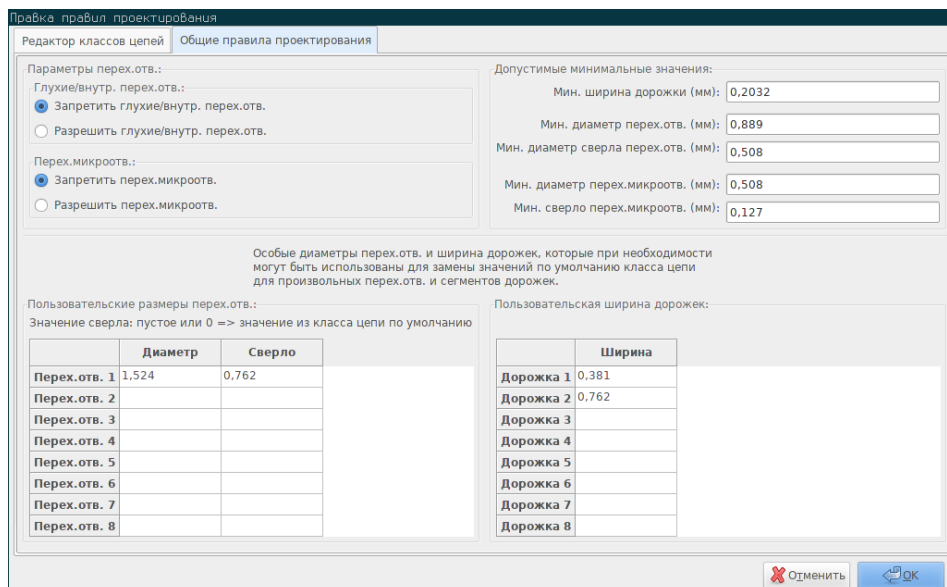 Правка правил проектирования
Редактор классов цепей
Общие правила проектирования
Параметры перех.отв.:
Глухие/внутр. перех.отв.:
Запретить глухие/внутр. перех.отв.
Разрешить глухие/внутр. перех.отв.
Перех.микроотв.:
Запретить перех.микроотв.
Разрешить перех.микроотв.
Допустимые минимальные значения:
Мин. ширина дорожки (мм): 0,2032
Мин. диаметр перех.отв. (мм): 0,889
Мин. диаметр сверла перех.отв. (мм): 0,508
Мин. диаметр перех.микроотв. (мм): 0,508
Мин. сверло перех.микроотв. (мм): 0,127
Особые диаметры перех.отв. и ширина дорожек, которые при необходимости
могут быть использованы для замены значений по умолчанию класса цепи
для произвольных перех.отв. и сегментов дорожек.
Пользовательские размеры перех.отв.:
Значение сверла: пустое или 0 => значение из класса цепи по умолчанию
Диаметр Сверло
Перех.отв. 1 1,524 0,762
Перех.отв. 2
Перех.отв. 3
Перех.отв. 4
Перех.отв. 5
Перех.отв. 6
Перех.отв. 7
Перех.отв. 8
Пользовательская ширина дорожек:
Ширина
Дорожка 1 0,381
Дорожка 2 0,762
Дорожка 3
Дорожка 4
Дорожка 5
Дорожка 6
Дорожка 7
Дорожка 8
Отменить
OK